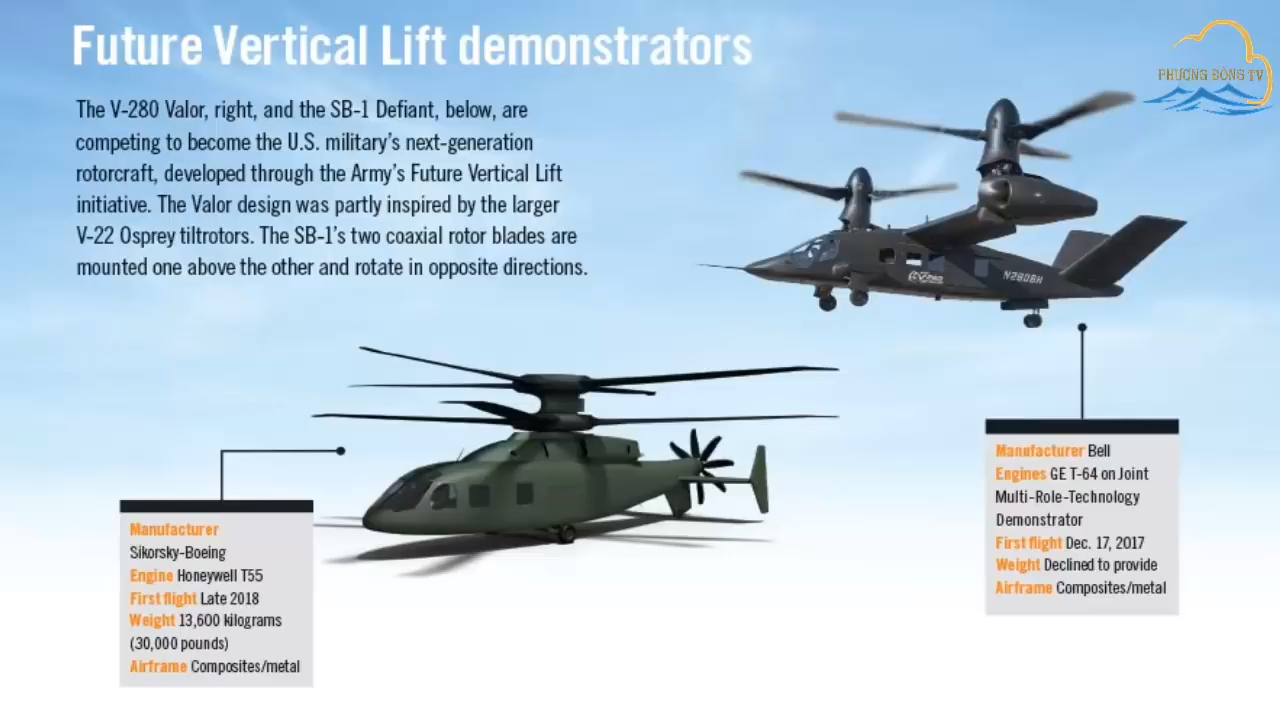 Future Vertical Lift demonstrators
PHƯƠNG ĐÔNG TV
The V-280 Valor, right, and the SB-1 Defiant, below, are
competing to become the U.S. military's next-generation
rotorcraft, developed through the Army's Future Vertical Lift
initiative. The Valor design was partly inspired by the larger
V-22 Osprey tiltrotors. The SB-1's two coaxial rotor blades are
mounted one above the other and rotate in opposite directions.
N280BH
Manufacturer Bell
Engines GE T-64 on Joint
Multi-Role-Technology
Demonstrator
First flight Dec. 17, 2017
Weight Declined to provide
Airframe Composites/metal
Manufacturer
Sikorsky-Boeing
Engine Honeywell T55
First flight Late 2018
Weight 13,600 kilograms
(30,000 pounds)
Airframe Composites/metal